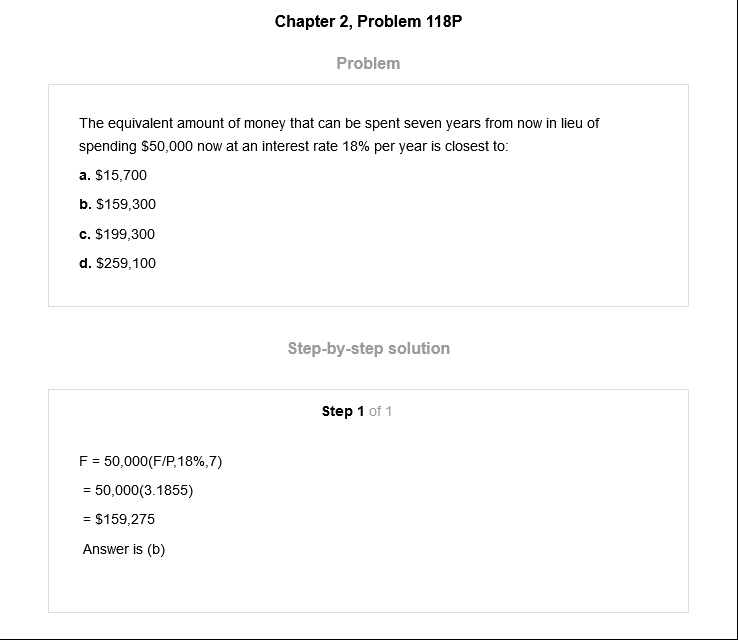 Chapter 2, Problem 118P
Problem
The equivalent amount of money that can be spent seven years from now in lieu of
spending $50,000 now at an interest rate 18% per year is closest to:
a. $15,700
b. $159,300
c. $199,300
d. $259,100
Step-by-step solution
Step 1 of 1
F = 50,000(F/P,18%,7)
= 50,000(3.1855)
= $159,275
Answer is (b)